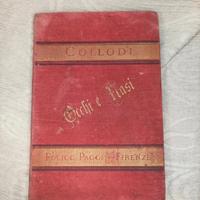 COLLODI
Occhi e Nasi
FELICE PAGGI FIRENZE